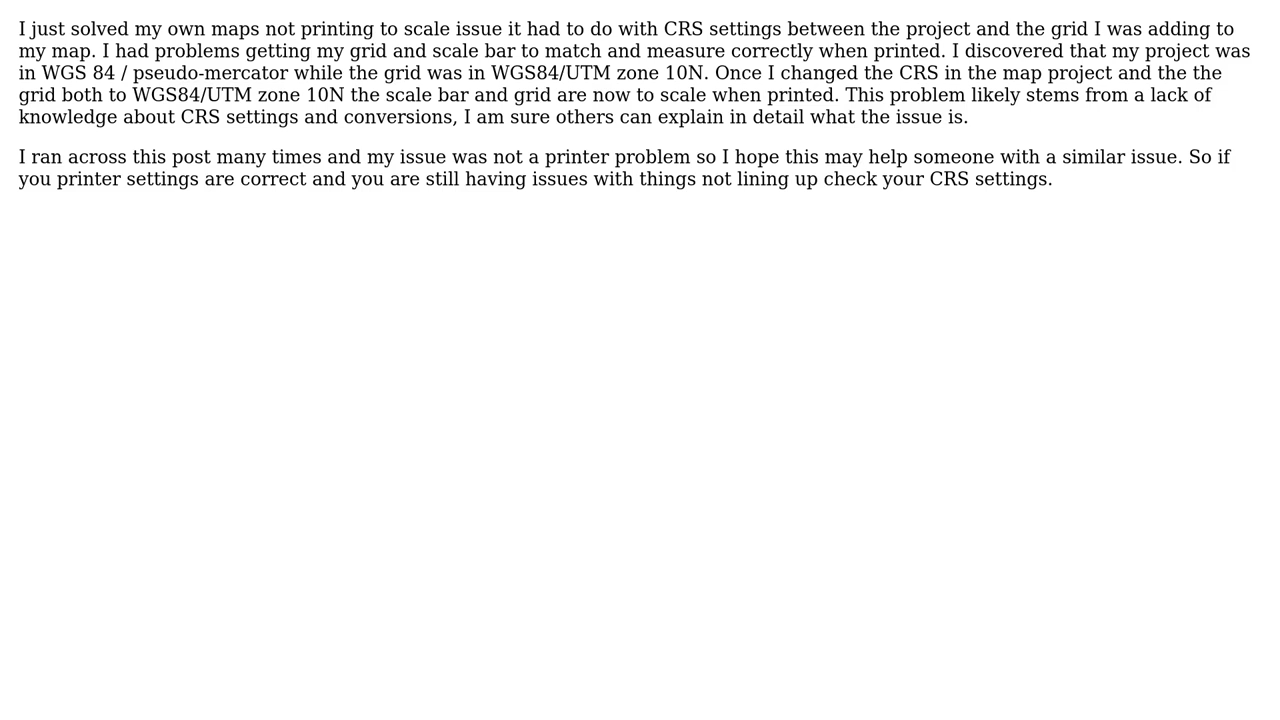 I just solved my own maps not printing to scale issue it had to do with CRS settings between the project and the grid I was adding to
my map. I had problems getting my grid and scale bar to match and measure correctly when printed. I discovered that my project was
in WGS 84 / pseudo-mercator while the grid was in WGS84/UTM zone 10N. Once I changed the CRS in the map project and the the
grid both to WGS84/UTM zone 10N the scale bar and grid are now to scale when printed. This problem likely stems from a lack of
knowledge about CRS settings and conversions, I am sure others can explain in detail what the issue is.
I ran across this post many times and my issue was not a printer problem so I hope this may help someone with a similar issue. So if
you printer settings are correct and you are still having issues with things not lining up check your CRS settings.